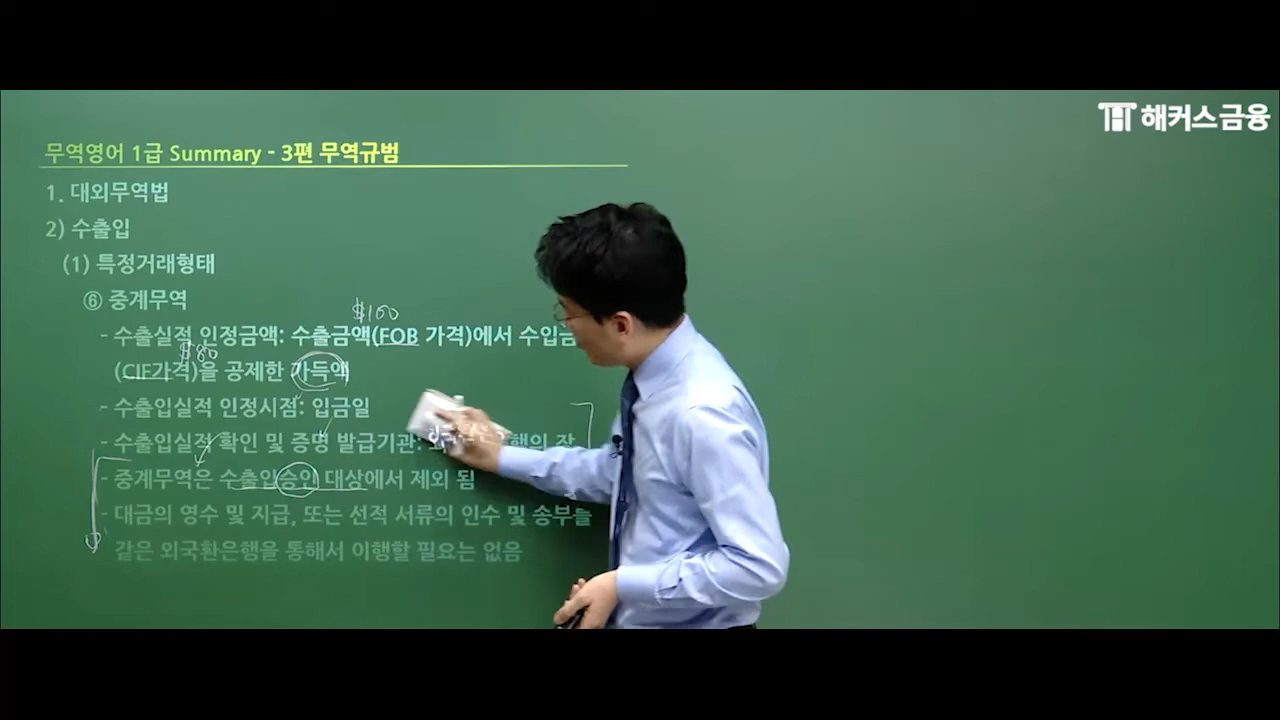 해커스금융
무역영어 1급 Summary - 3편 무역규범
1. 대외무역법
2) 수출입
(1) 특정거래형태
⑥ 중계무역
$100
- 수출실적 인정금액: 수출금액(FOB 가격)에서 수입금
$80
(CIF가격)을 공제한 가득액
- 수출입실적 인정시점: 입금일
- 수출입실적 확인 및 증명 발급기관: 행의 장
- 중계무역은 수출입승인 대상에서 제외 됨
- 대금의 영수 및 지급, 또는 선적 서류의 인수 및 송부를
같은 외국환은행을 통해서 이행할 필요는 없음